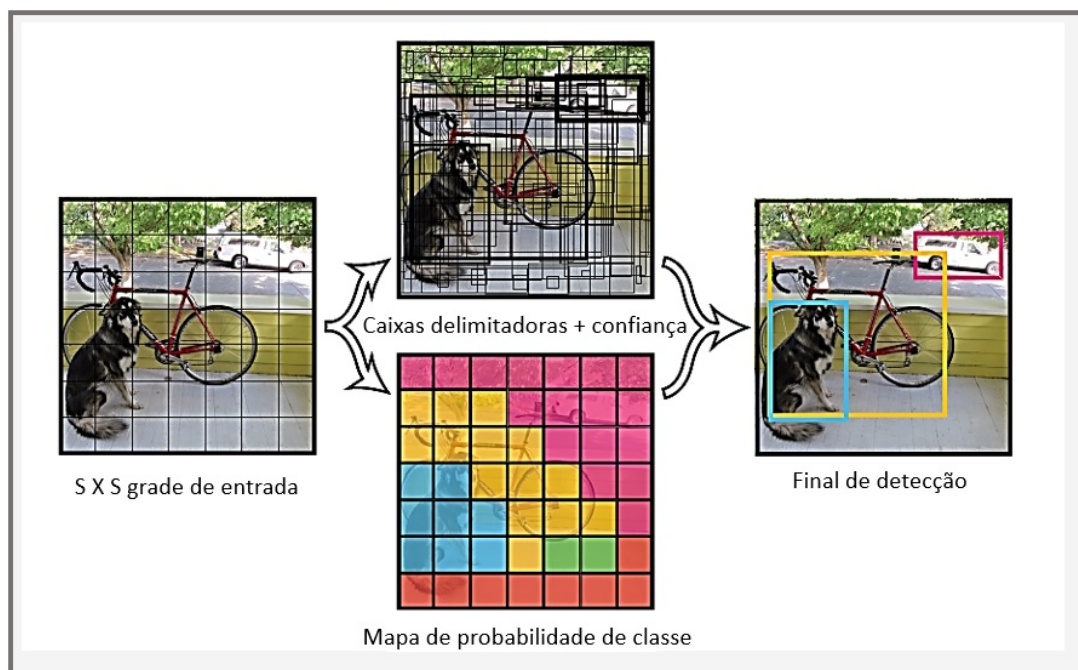 Caixas delimitadoras + confiança
S X S grade de entrada
Final de detecção
Mapa de probabilidade de classe